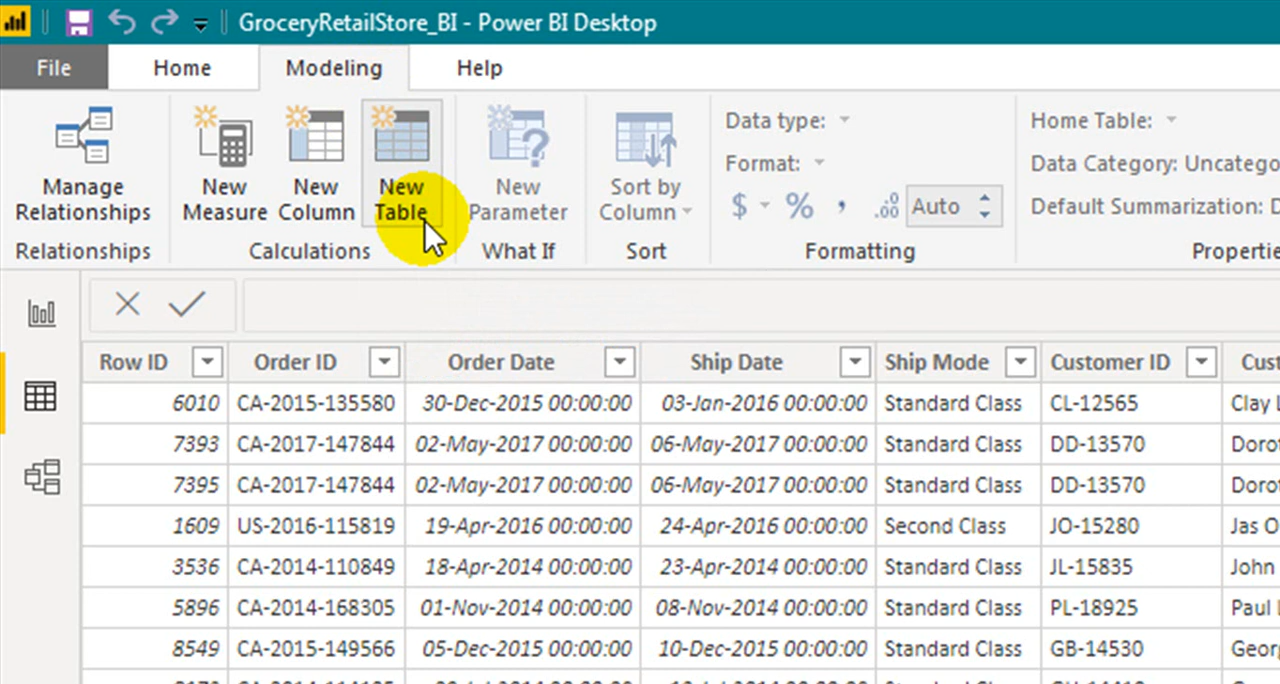 GroceryRetailStore_BI - Power BI Desktop
File Home Modeling Help
Manage Relationships
New Measure
New Column
New Table
New Parameter
Sort by Column
Data type:
Format:
$ % , .00 Auto
Home Table:
Data Category: Uncatego
Default Summarization: D
Relationships Calculations What If Sort Formatting Propertie
Row ID Order ID Order Date Ship Date Ship Mode Customer ID Cust
6010 CA-2015-135580 30-Dec-2015 00:00:00 03-Jan-2016 00:00:00 Standard Class CL-12565 Clay L
7393 CA-2017-147844 02-May-2017 00:00:00 06-May-2017 00:00:00 Standard Class DD-13570 Dorot
7395 CA-2017-147844 02-May-2017 00:00:00 06-May-2017 00:00:00 Standard Class DD-13570 Dorot
1609 US-2016-115819 19-Apr-2016 00:00:00 24-Apr-2016 00:00:00 Second Class JO-15280 Jas O
3536 CA-2014-110849 18-Apr-2014 00:00:00 23-Apr-2014 00:00:00 Standard Class JL-15835 John
5896 CA-2014-168305 01-Nov-2014 00:00:00 08-Nov-2014 00:00:00 Standard Class PL-18925 Paul
8549 CA-2015-149566 05-Dec-2015 00:00:00 10-Dec-2015 00:00:00 Standard Class GB-14530 Georg